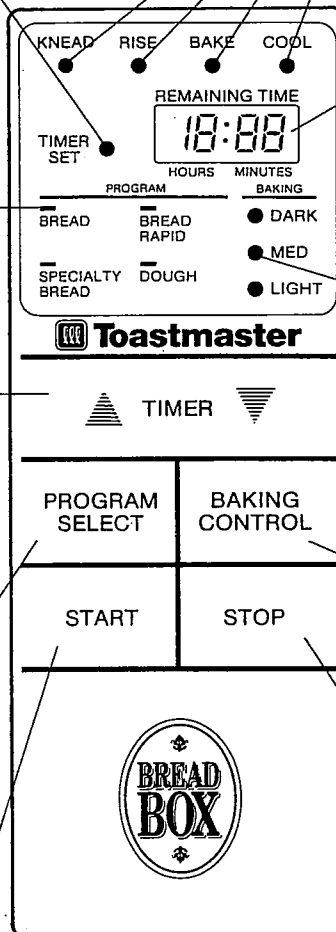 KNEAD RISE BAKE COOL
REMAINING TIME
18:88
TIMER
SET
HOURS MINUTES
PROGRAM BAKING
BREAD BREAD
RAPID
DARK
MED
SPECIALTY
BREAD
DOUGH
LIGHT
Toastmaster
TIMER
PROGRAM
SELECT
BAKING
CONTROL
START STOP
BREAD
BOX